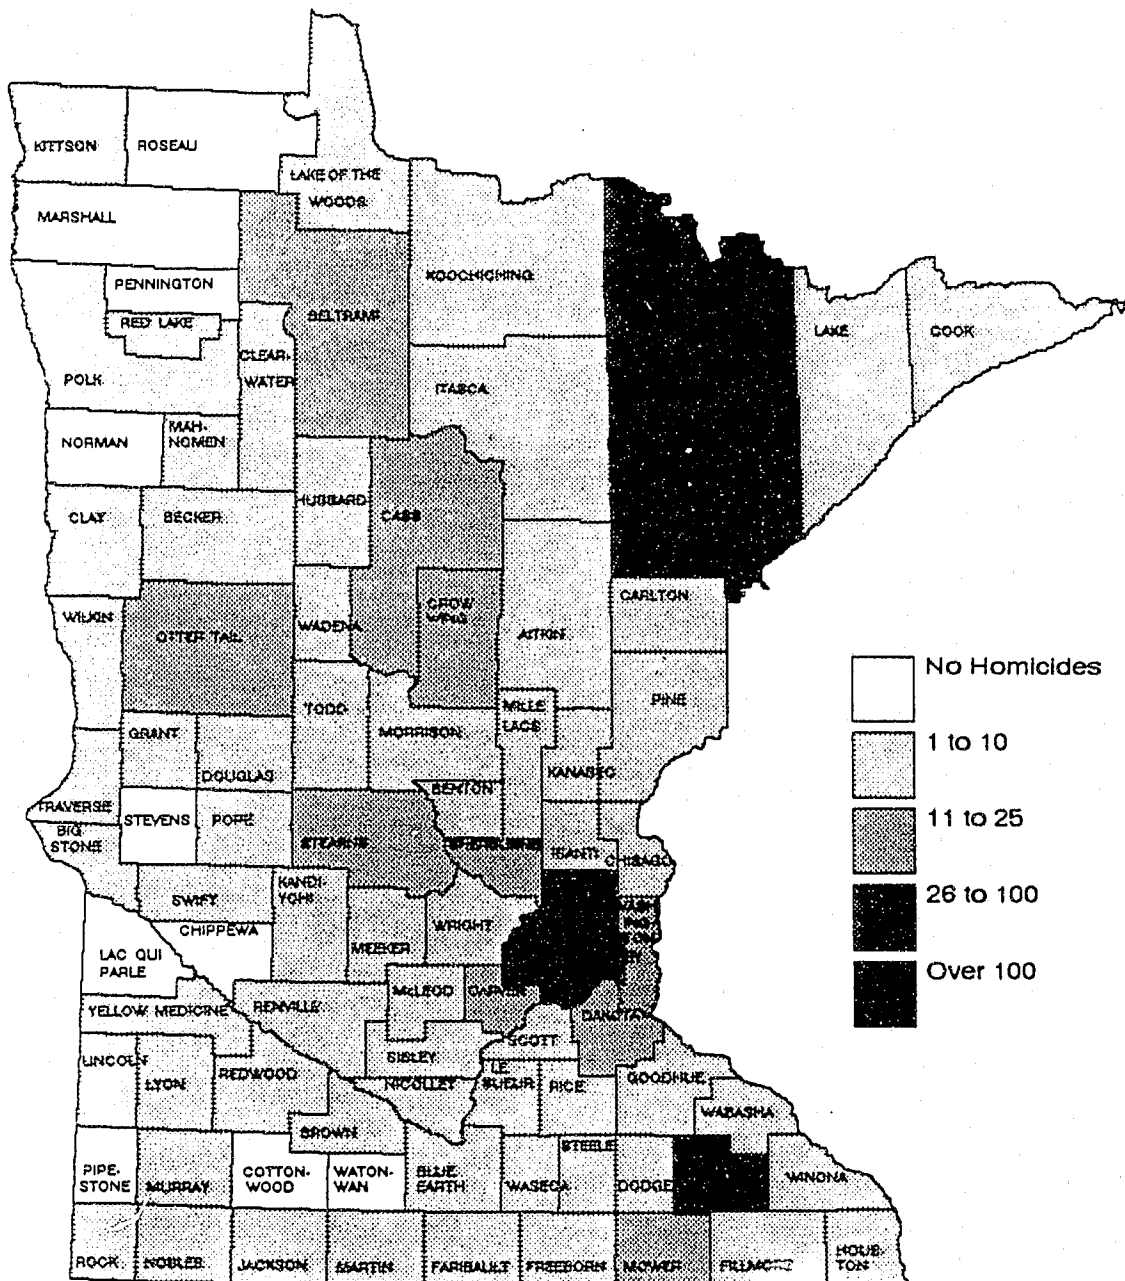 KITTSON
ROSEAU
LAKE OF THE
WOODS
MARSHALL
KOOCHICHING
PENNINGTON
RED LAKE
BELTRAMI
LAKE
COOK
CLEAR-
WATER
POLK
ITASCA
NORMAN
MAH-
NOMEN
HUBBARD
CASS
CLAY
BECKER
CARLTON
CROW
WING
WILKIN
OTTER TAIL
WADENA
AITKIN
No Homicides
PINE
MILLE
LACS
TODD
MORRISON
GRANT
1 to 10
DOUGLAS
KANABEC
BENTON
TRAVERSE
STEVENS
POPE
11 to 25
BIG
STONE
STEARNS
SHERBURNE
ISANTI
CHISAGO
KANDI-
YOHI
SWIFT
26 to 100
WRIGHT
CHIPPEWA
MEEKER
LAC QUI
PARLE
Over 100
McLEOD
CARVER
YELLOW MEDICINE
RENVILLE
DAKOTA
SCOTT
SIBLEY
LINCOLN
LYON
REDWOOD
NICOLLEY
LE
SUEUR
RICE
GOODHUE
WABASHA
BROWN
STEELE
PIPE-
STONE
MURRAY
COTTON-
WOOD
WATON-
WAN
BLUE
EARTH
WASECA
DODGE
WINONA
ROCK
NOBLES
JACKSON
MARTIN
FARIBAULT
FREEBORN
MOWER
FILLMORE
HOUS-
TON